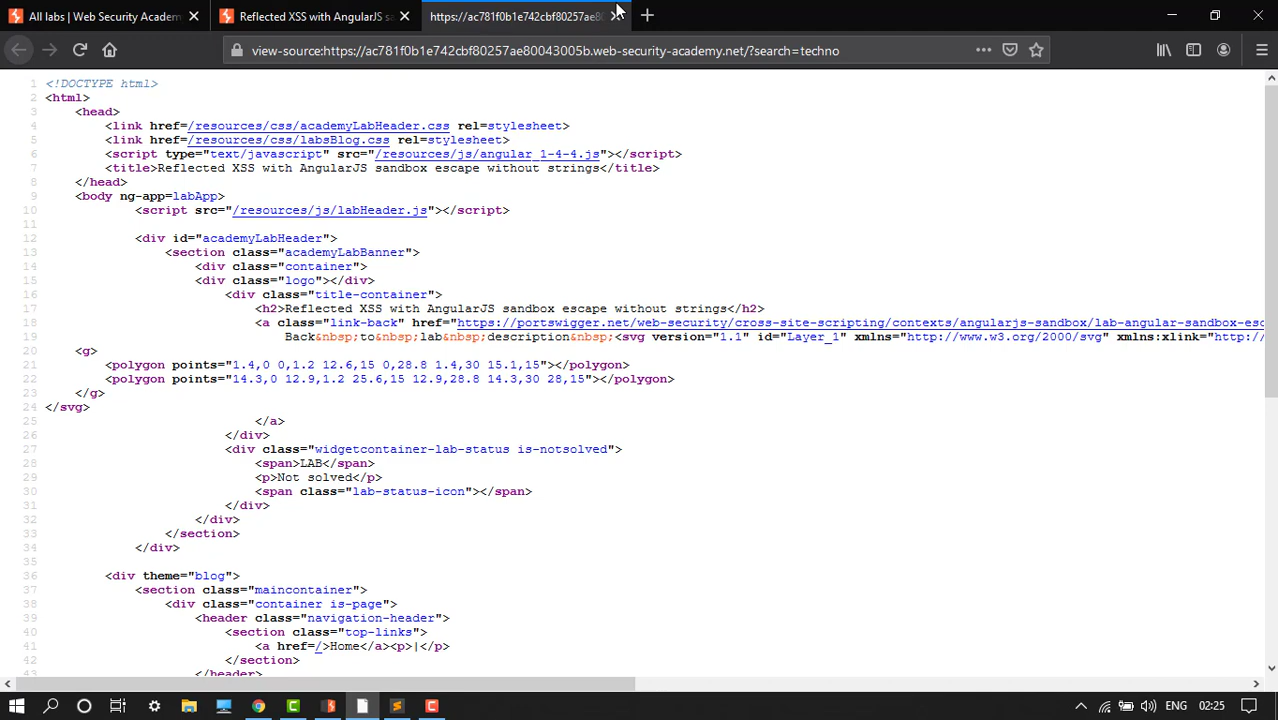 All labs | Web Security Academ
Reflected XSS with AngularJS sa
https://ac781f0b1e742cbf80257ae80
view-source:https://ac781f0b1e742cbf80257ae80043005b.web-security-academy.net/?search=techno
1 <!DOCTYPE html>
2 <html>
3 <head>
4 <link href=/resources/css/academyLabHeader.css rel=stylesheet>
5 <link href=/resources/css/labsBlog.css rel=stylesheet>
6 <script type="text/javascript" src="/resources/js/angular_1-4-4.js"></script>
7 <title>Reflected XSS with AngularJS sandbox escape without strings</title>
8 </head>
9 <body ng-app=labApp>
10 <script src="/resources/js/labHeader.js"></script>
11
12 <div id="academyLabHeader">
13 <section class="academyLabBanner">
14 <div class="container">
15 <div class="logo"></div>
16 <div class="title-container">
17 <h2>Reflected XSS with AngularJS sandbox escape without strings</h2>
18 <a class="link-back" href="https://portswigger.net/web-security/cross-site-scripting/contexts/angularjs-sandbox/lab-angular-sandbox-esc
19 Back&nbsp;to&nbsp;lab&nbsp;description&nbsp;<svg version="1.1" id="Layer_1" xmlns="http://www.w3.org/2000/svg" xmlns:xlink="http:/
20 <g>
21 <polygon points="1.4,0 0,1.2 12.6,15 0,28.8 1.4,30 15.1,15"></polygon>
22 <polygon points="14.3,0 12.9,1.2 25.6,15 12.9,28.8 14.3,30 28,15"></polygon>
23 </g>
24 </svg>
25 </a>
26 </div>
27 <div class="widgetcontainer-lab-status is-notsolved">
28 <span>LAB</span>
29 <p>Not solved</p>
30 <span class="lab-status-icon"></span>
31 </div>
32 </div>
33 </section>
34 </div>
35
36 <div theme="blog">
37 <section class="maincontainer">
38 <div class="container is-page">
39 <header class="navigation-header">
40 <section class="top-links">
41 <a href=/>Home</a><p>|</p>
42 </section>
43 </header>
ENG 02:25